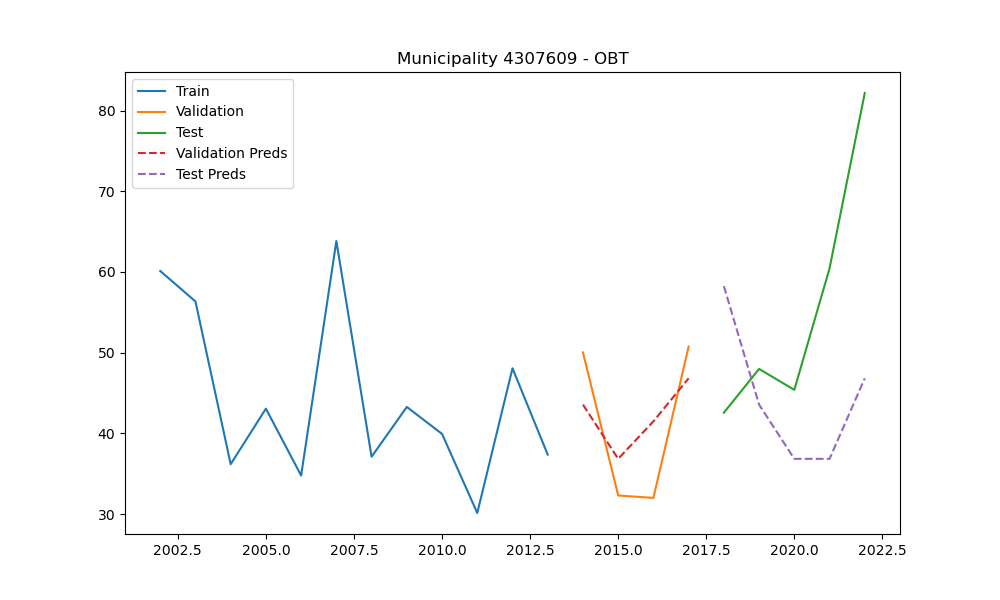 Municipality 4307609 - OBT
Train
Validation
Test
Validation Preds
Test Preds
80
70
60
50
40
30
2002.5 2005.0 2007.5 2010.0 2012.5 2015.0 2017.5 2020.0 2022.5